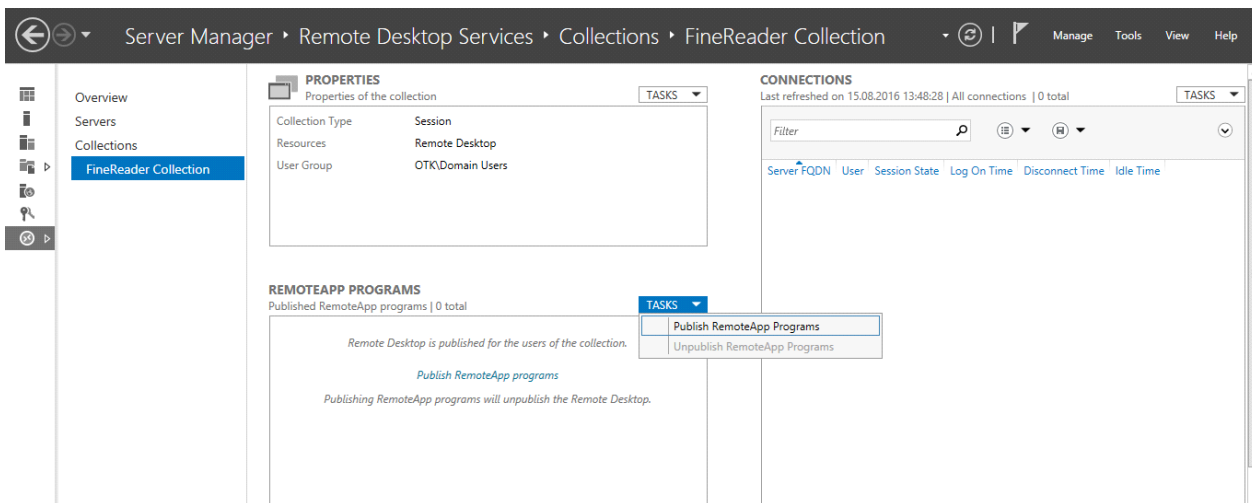 Server Manager ‣ Remote Desktop Services ‣ Collections ‣ FineReader Collection
Manage Tools View Help
Overview
Servers
Collections
FineReader Collection
PROPERTIES
Properties of the collection
TASKS
Collection Type Session
Resources Remote Desktop
User Group OTK\Domain Users
REMOTEAPP PROGRAMS
Published RemoteApp programs | 0 total
TASKS
Publish RemoteApp Programs
Unpublish RemoteApp Programs
Remote Desktop is published for the users of the collection.
Publish RemoteApp programs
Publishing RemoteApp programs will unpublish the Remote Desktop.
CONNECTIONS
Last refreshed on 15.08.2016 13:48:28 | All connections | 0 total
TASKS
Filter
Server FQDN User Session State Log On Time Disconnect Time Idle Time